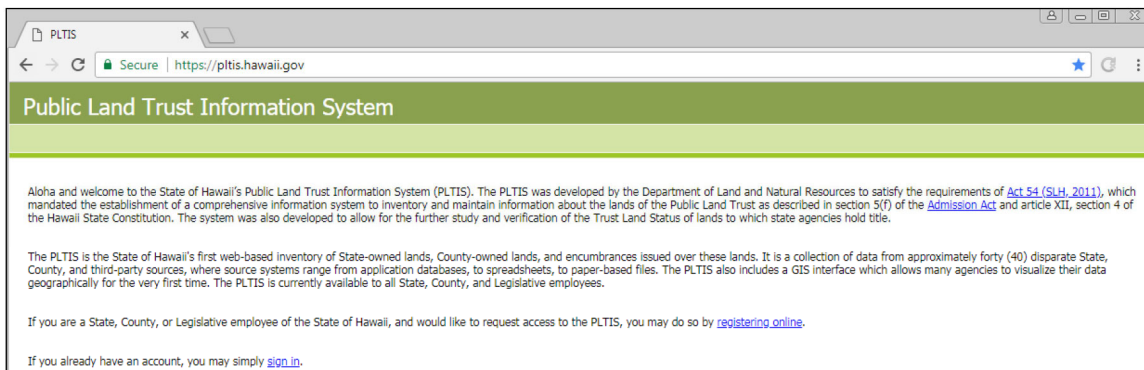 PLTIS
Secure | https://pltis.hawaii.gov
Public Land Trust Information System
Aloha and welcome to the State of Hawaii's Public Land Trust Information System (PLTIS). The PLTIS was developed by the Department of Land and Natural Resources to satisfy the requirements of Act 54 (SLH, 2011), which
mandated the establishment of a comprehensive information system to inventory and maintain information about the lands of the Public Land Trust as described in section 5(f) of the Admission Act and article XII, section 4 of
the Hawaii State Constitution. The system was also developed to allow for the further study and verification of the Trust Land Status of lands to which state agencies hold title.
The PLTIS is the State of Hawaii's first web-based inventory of State-owned lands, County-owned lands, and encumbrances issued over these lands. It is a collection of data from approximately forty (40) disparate State,
County, and third-party sources, where source systems range from application databases, to spreadsheets, to paper-based files. The PLTIS also includes a GIS interface which allows many agencies to visualize their data
geographically for the very first time. The PLTIS is currently available to all State, County, and Legislative employees.
If you are a State, County, or Legislative employee of the State of Hawaii, and would like to request access to the PLTIS, you may do so by registering online.
If you already have an account, you may simply sign in.